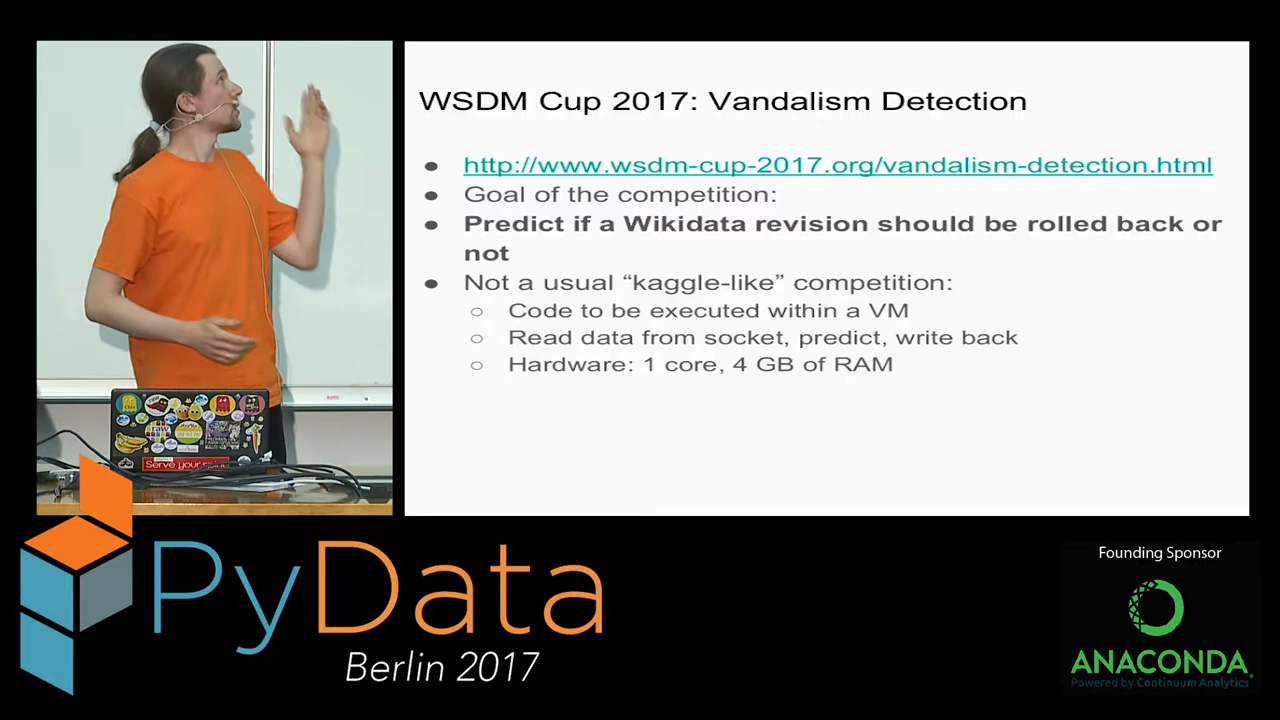 WSDM Cup 2017: Vandalism Detection
● http://www.wsdm-cup-2017.org/vandalism-detection.html
● Goal of the competition:
● Predict if a Wikidata revision should be rolled back or
not
● Not a usual “kaggle-like” competition:
○ Code to be executed within a VM
○ Read data from socket, predict, write back
○ Hardware: 1 core, 4 GB of RAM
raw
Serve your
PyData
Berlin 2017
Founding Sponsor
ANACONDA
Powered by Continuum Analytics